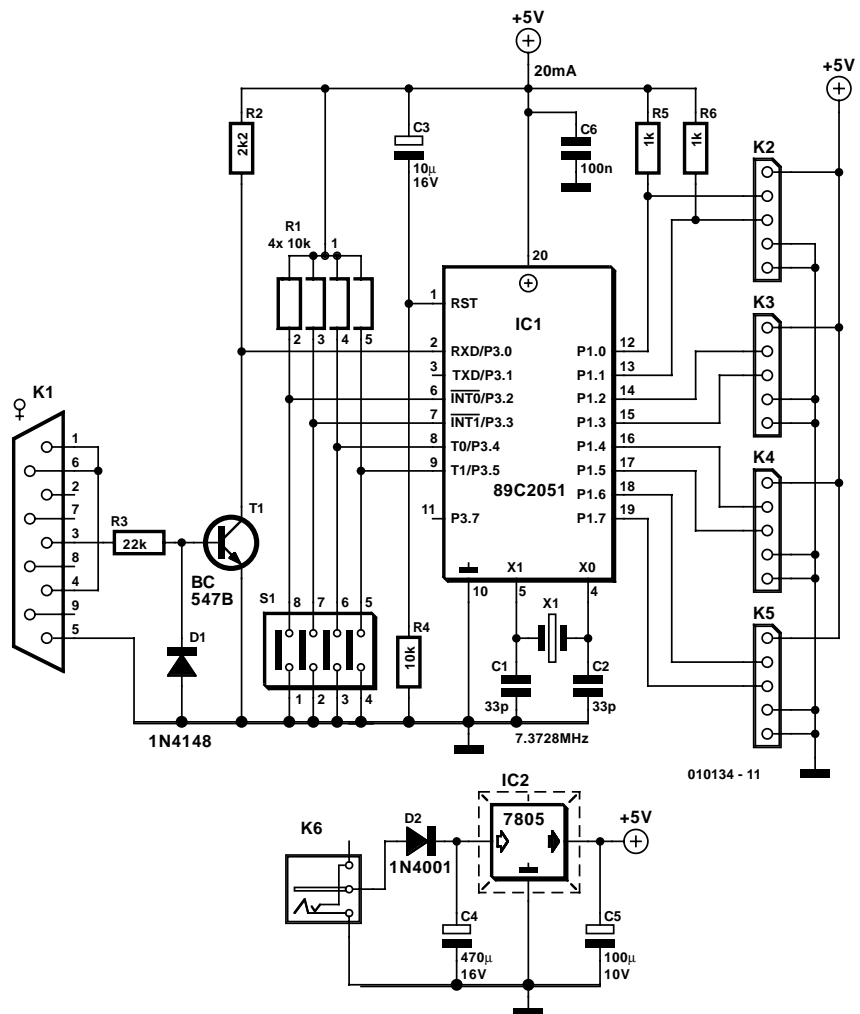 +5V
20mA
+5V
R2
2k2
C3
10µ
16V
C6
100n
R5
1k
R6
1k
K2
R1
4x 10k
1
2
3
4
5
20
IC1
89C2051
1
RST
2
RXD/P3.0
3
TXD/P3.1
6
INT0/P3.2
7
INT1/P3.3
8
T0/P3.4
9
T1/P3.5
11
P3.7
P1.0
12
P1.1
13
P1.2
14
P1.3
15
P1.4
16
P1.5
17
P1.6
18
P1.7
19
X1
X0
10
5
4
K3
K4
K5
K1
1
6
2
7
3
8
4
9
5
R3
22k
T1
BC
547B
D1
1N4148
S1
8
7
6
5
1
2
3
4
R4
10k
X1
C1
33p
C2
33p
7.3728MHz
010134 - 11
K6
D2
1N4001
IC2
7805
+5V
C4
470µ
16V
C5
100µ
10V